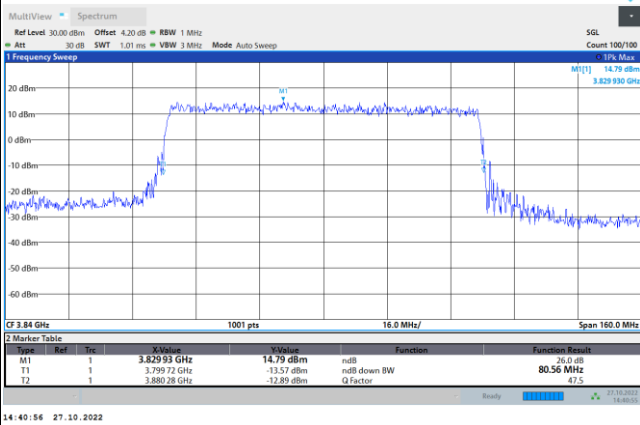 MultiView Spectrum
Ref Level 30.00 dBm Offset 4.20 dB RBW 1 MHz SGL
Att 30 dB SWT 1.01 ms VBW 3 MHz Mode Auto Sweep Count 100/100
1 Frequency Sweep 1Pk Max
M1[1] 14.79 dBm
3.829 930 GHz
M1
20 dBm
10 dBm
0 dBm
-10 dBm
-20 dBm
-30 dBm
-40 dBm
-50 dBm
-60 dBm
CF 3.84 GHz 1001 pts 16.0 MHz/ Span 160.0 MHz
2 Marker Table
Type Ref Trc X-Value Y-Value Function Function Result
M1 1 3.829 93 GHz 14.79 dBm ndB 26.0 dB
T1 1 3.799 72 GHz -13.57 dBm ndB down BW 80.56 MHz
T2 1 3.880 28 GHz -12.89 dBm Q Factor 47.5
Ready 27.10.2022
14:40:55
14:40:56 27.10.2022